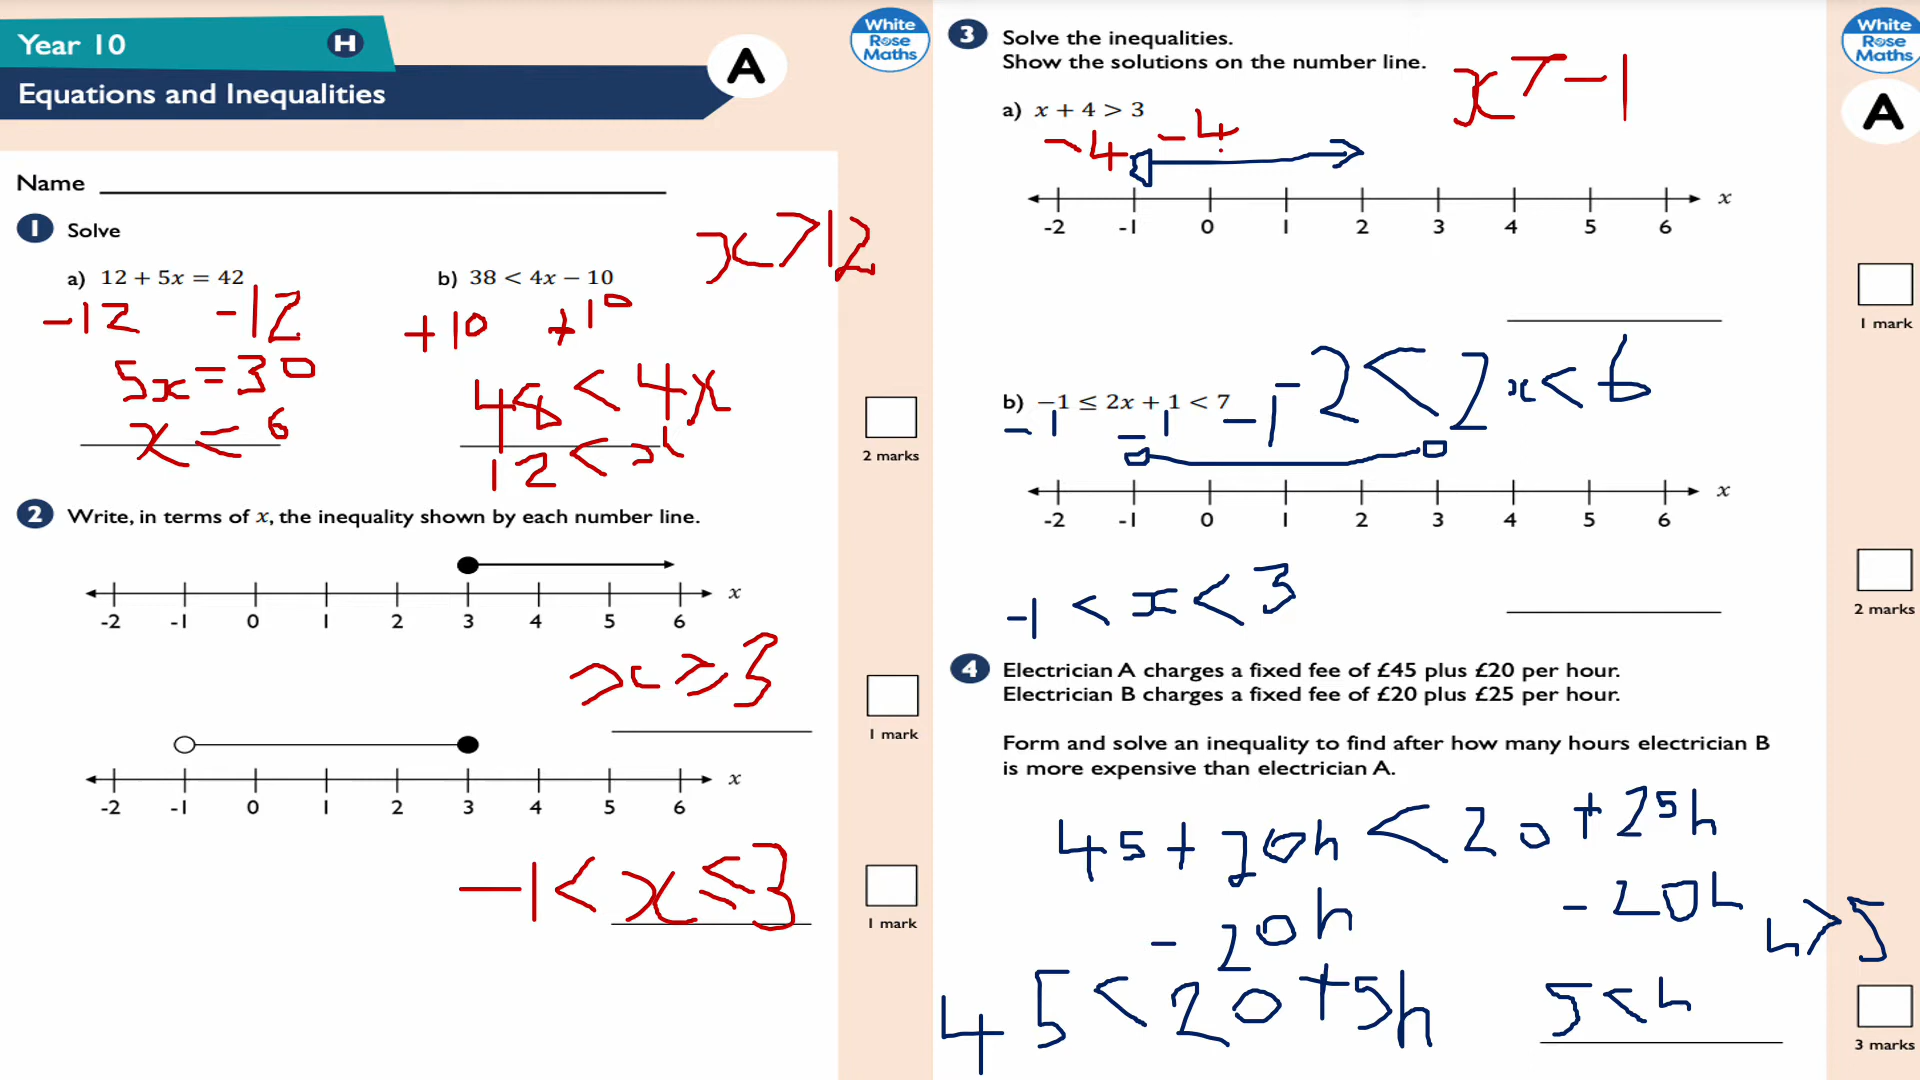 Year 10 H
Equations and Inequalities
A
White
Rose
Maths
Name
1 Solve
a) 12 + 5x = 42
-12 -12
5x = 30
x = 6
b) 38 < 4x − 10
+10 +10
48 < 4x
12 < x
x > 12
2 marks
2 Write, in terms of x, the inequality shown by each number line.
-2 -1 0 1 2 3 4 5 6 x
x ≥ 3
1 mark
-2 -1 0 1 2 3 4 5 6 x
-1 < x ≤ 3
1 mark
White
Rose
Maths
A
3 Solve the inequalities.
Show the solutions on the number line.
a) x + 4 > 3
-4 -4
x > -1
-2 -1 0 1 2 3 4 5 6 x
1 mark
b) −1 ≤ 2x + 1 < 7
-1 -1 -1
-2 < 2x < 6
-2 -1 0 1 2 3 4 5 6 x
-1 < x < 3
2 marks
4 Electrician A charges a fixed fee of £45 plus £20 per hour.
Electrician B charges a fixed fee of £20 plus £25 per hour.
Form and solve an inequality to find after how many hours electrician B
is more expensive than electrician A.
45 + 20h < 20 + 25h
-20h -20h
45 < 20 + 5h
5 < h
h > 5
3 marks